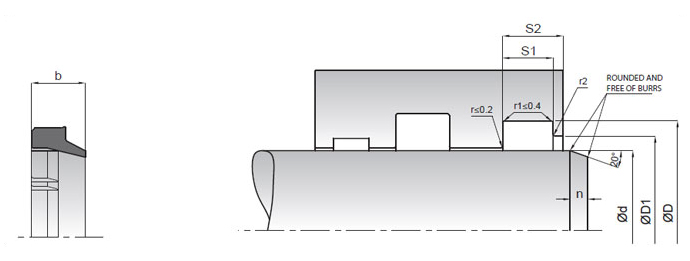 S2
S1
b
r2
ROUNDED AND
FREE OF BURRS
r≤0.2
r1≤0.4
20°
n
Ød
ØD1
ØD